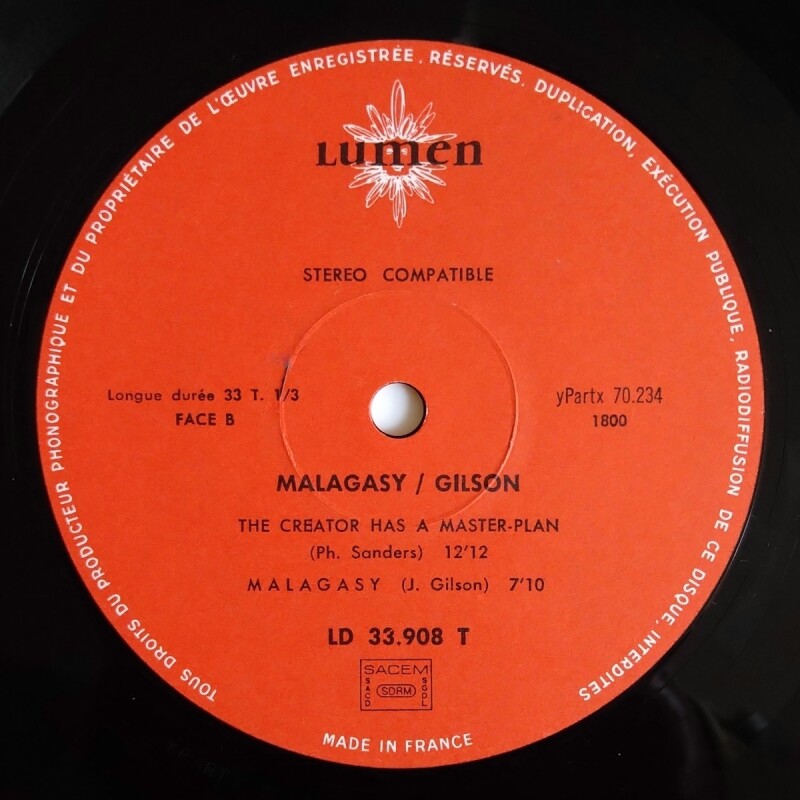 TOUS DROITS DU PRODUCTEUR PHONOGRAPHIQUE ET DU PROPRIÉTAIRE DE L'ŒUVRE ENREGISTRÉE, RÉSERVÉS. DUPLICATION, EXÉCUTION PUBLIQUE, RADIODIFFUSION DE CE DISQUE, INTERDITES
Lumen
STEREO COMPATIBLE
Longue durée 33 T. 1/3
FACE B
yPartx 70.234
1800
MALAGASY / GILSON
THE CREATOR HAS A MASTER-PLAN
(Ph. Sanders) 12'12
MALAGASY (J. Gilson) 7'10
LD 33.908 T
SACEM
SACD
SDRM
SGDL
MADE IN FRANCE